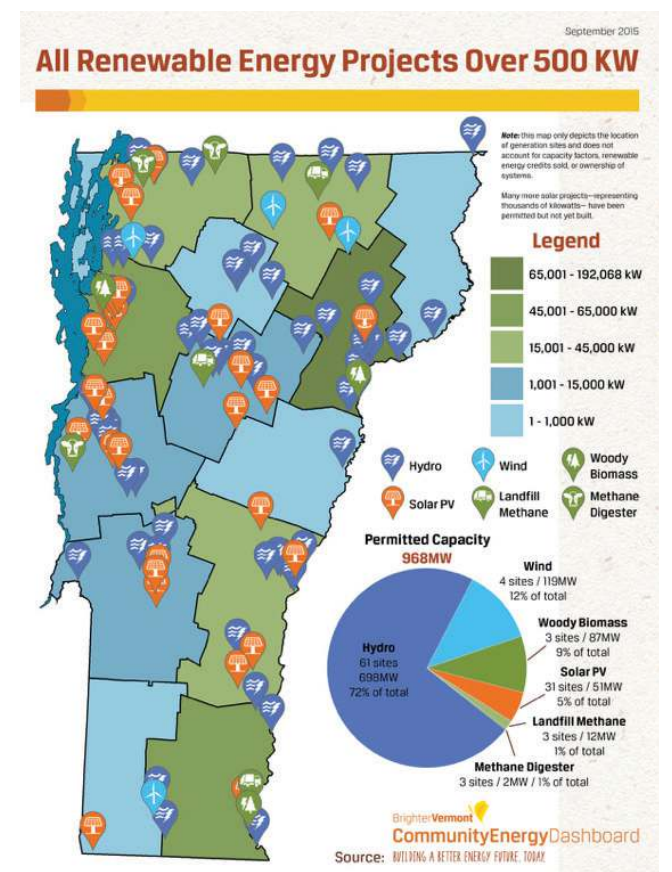 September 2015
All Renewable Energy Projects Over 500 KW
Note: this map only depicts the location
of generation sites and does not
account for capacity factors, renewable
energy credits sold, or ownership of
systems.
Many more solar projects—representing
thousands of kilowatts— have been
permitted but not yet built.
Legend
65,001 - 192,068 kW
45,001 - 65,000 kW
15,001 - 45,000 kW
1,001 - 15,000 kW
1 - 1,000 kW
Hydro
Wind
Woody
Biomass
Solar PV
Landfill
Methane
Methane
Digester
Permitted Capacity
968MW
Wind
4 sites / 119MW
12% of total
Woody Biomass
3 sites / 87MW
9% of total
Hydro
61 sites
698MW
72% of total
Solar PV
31 sites / 51MW
5% of total
Landfill Methane
3 sites / 12MW
1% of total
Methane Digester
3 sites / 2MW / 1% of total
BrighterVermont
CommunityEnergyDashboard
Source: BUILDING A BETTER ENERGY FUTURE, TODAY.